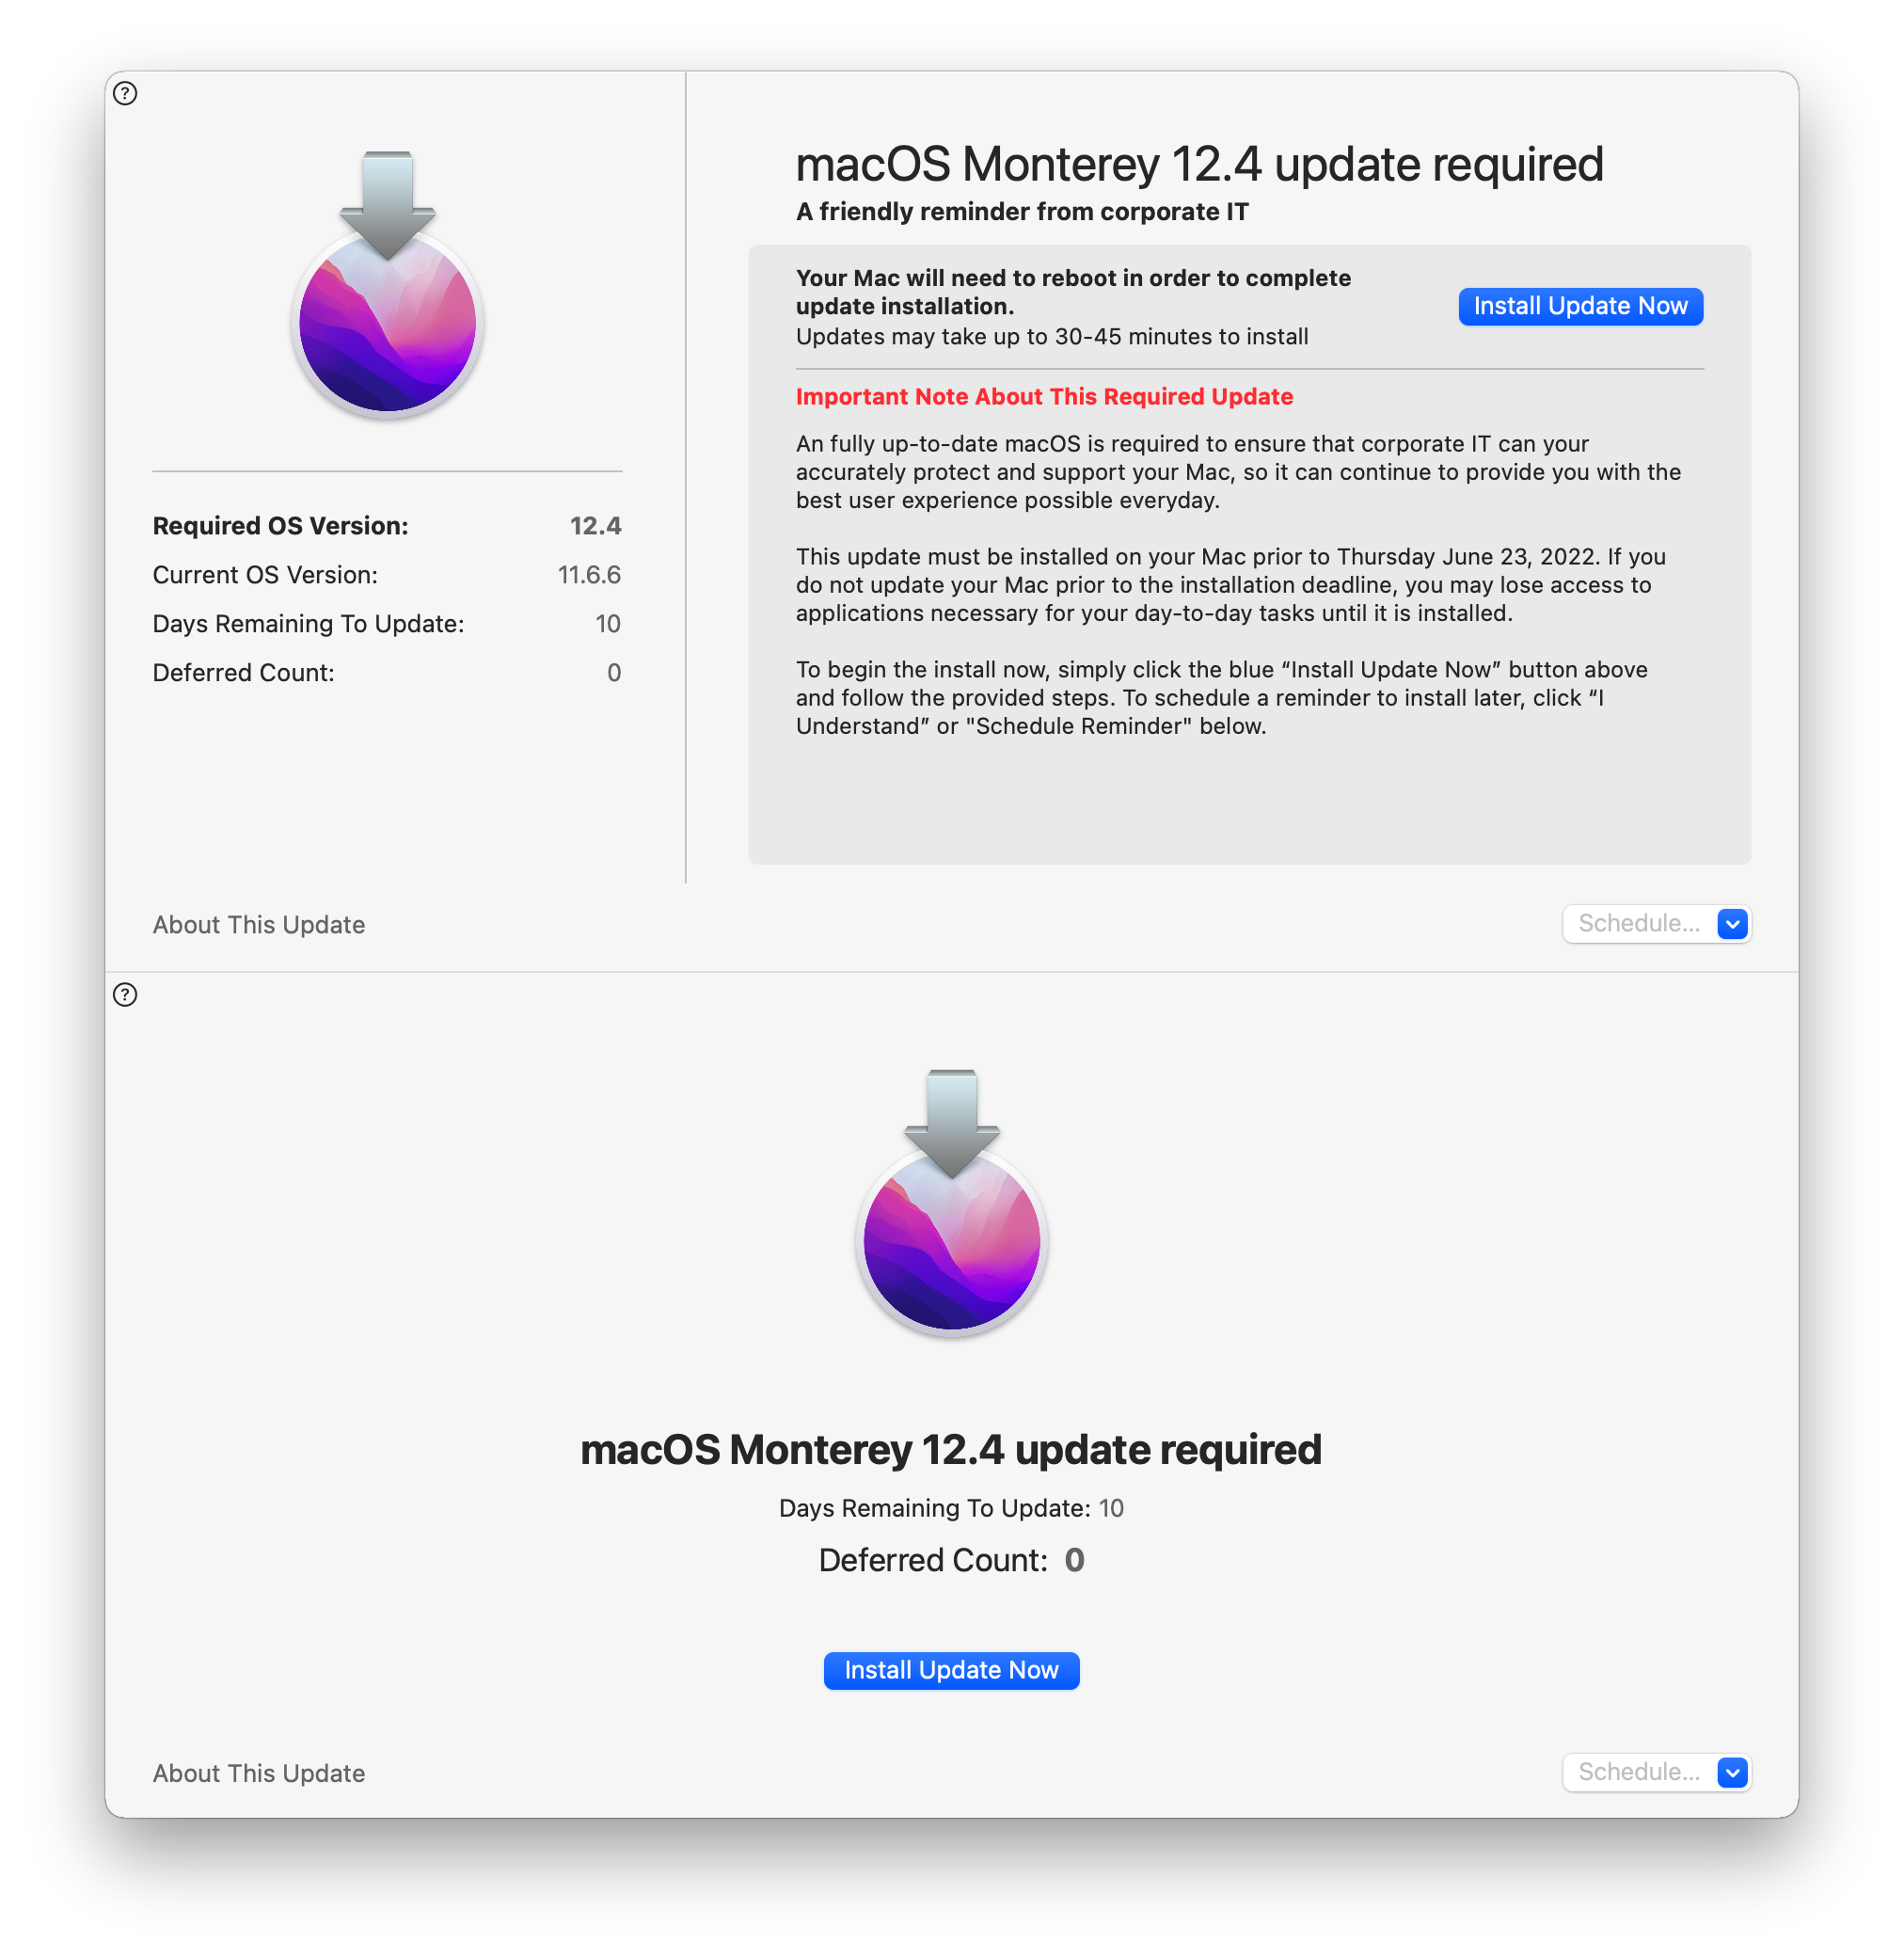 ?
macOS Monterey 12.4 update required
A friendly reminder from corporate IT
Your Mac will need to reboot in order to complete
update installation.
Updates may take up to 30-45 minutes to install
Install Update Now
Important Note About This Required Update
An fully up-to-date macOS is required to ensure that corporate IT can your
accurately protect and support your Mac, so it can continue to provide you with the
best user experience possible everyday.
This update must be installed on your Mac prior to Thursday June 23, 2022. If you
do not update your Mac prior to the installation deadline, you may lose access to
applications necessary for your day-to-day tasks until it is installed.
To begin the install now, simply click the blue “Install Update Now” button above
and follow the provided steps. To schedule a reminder to install later, click “I
Understand” or "Schedule Reminder" below.
Required OS Version: 12.4
Current OS Version: 11.6.6
Days Remaining To Update: 10
Deferred Count: 0
About This Update
Schedule...
?
macOS Monterey 12.4 update required
Days Remaining To Update: 10
Deferred Count: 0
Install Update Now
About This Update
Schedule...